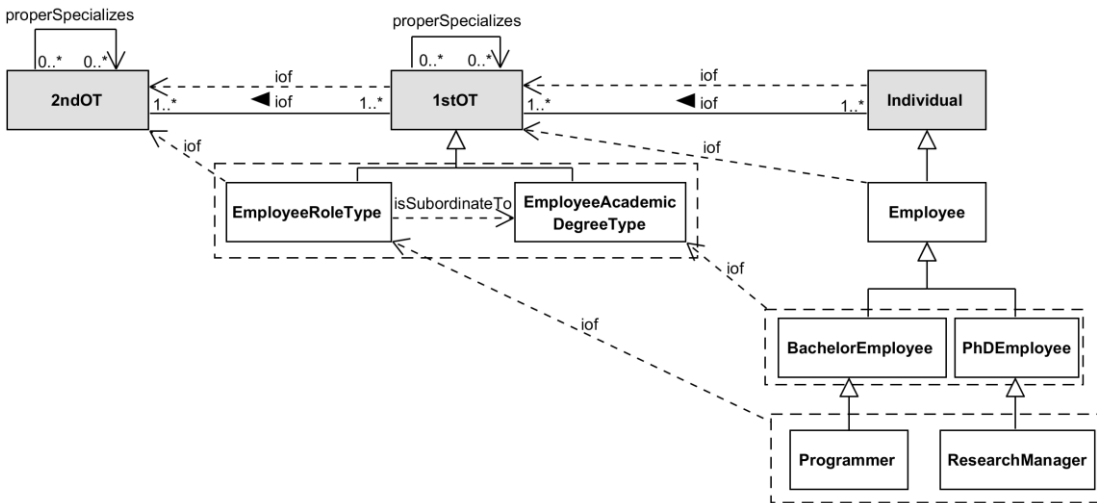 properSpecializes
properSpecializes
0..* 0..*
0..* 0..*
2ndOT
1stOT
Individual
iof
iof
1..* iof 1..*
1..* iof 1..*
iof
iof
EmployeeRoleType
isSubordinateTo
EmployeeAcademic
DegreeType
Employee
iof
iof
BachelorEmployee
PhDEmployee
Programmer
ResearchManager